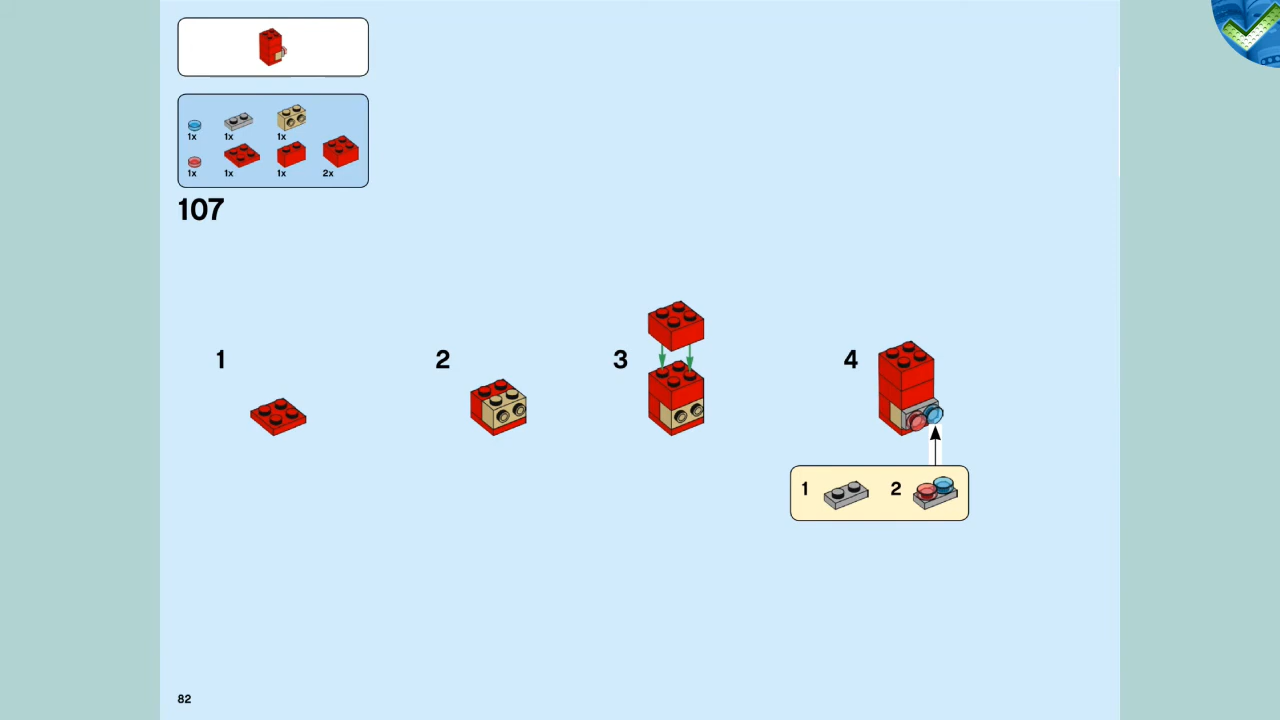 1x 1x 1x
1x 1x 1x 2x
107
1 2 3 4
1 2
82